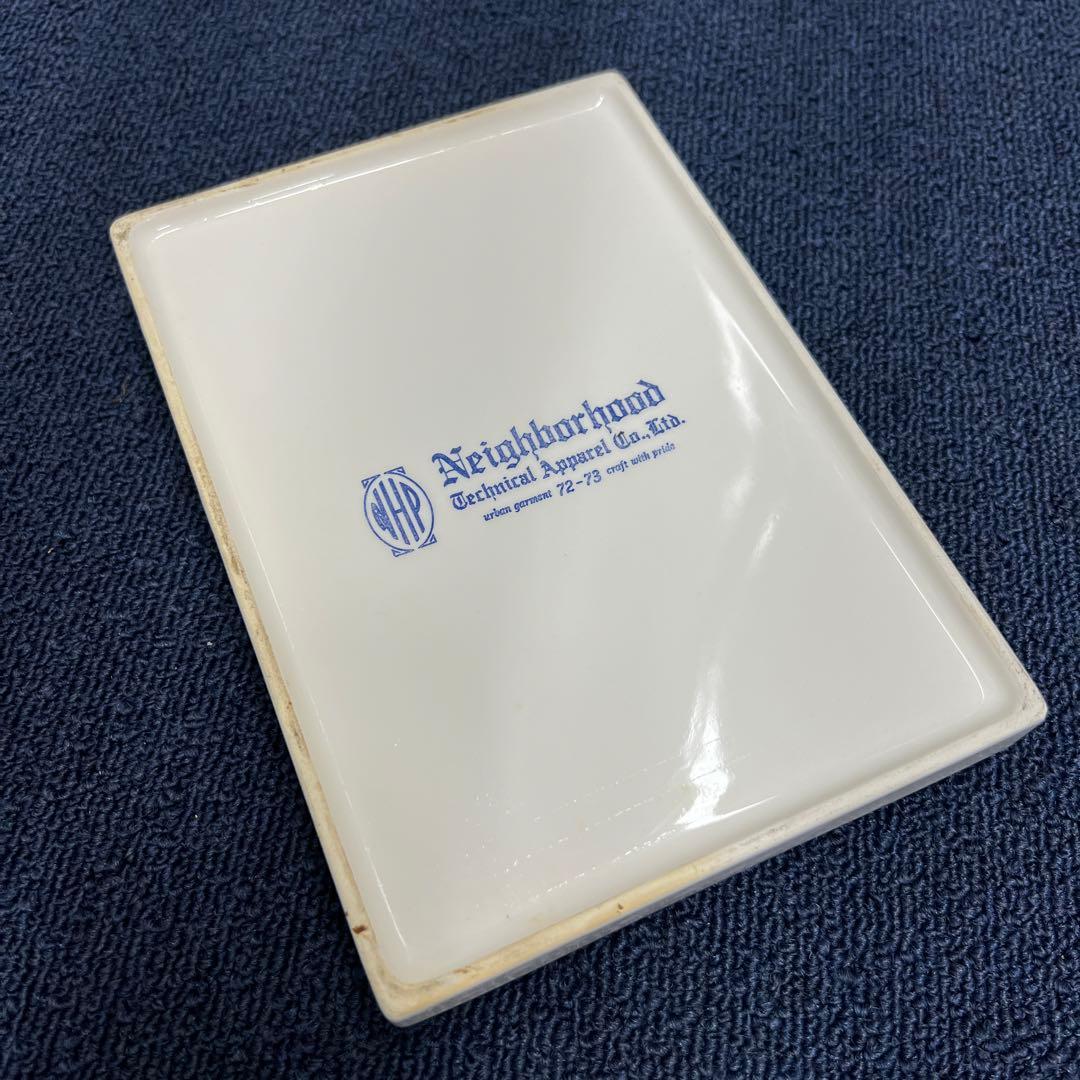 NHP
Neighborhood
Technical Apparel Co., Ltd.
urban garment 72-73 craft with pride